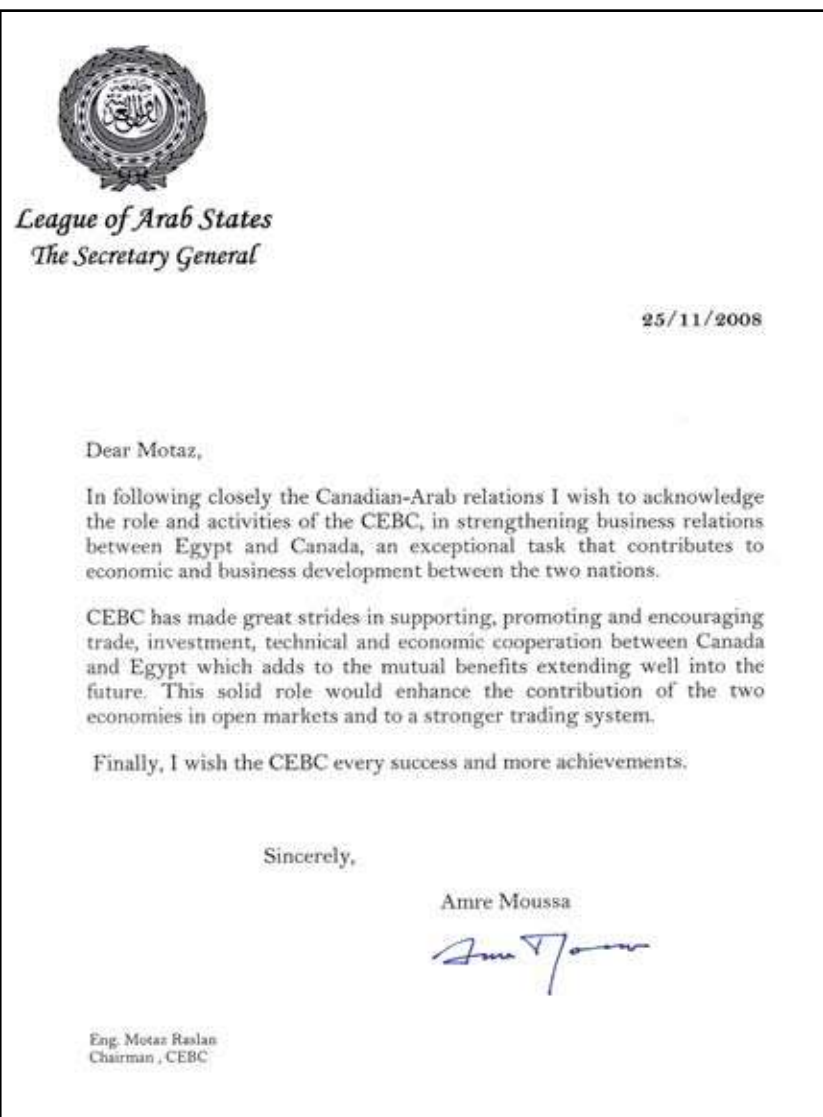 League of Arab States
The Secretary General
25/11/2008
Dear Motaz,
In following closely the Canadian-Arab relations I wish to acknowledge
the role and activities of the CEBC, in strengthening business relations
between Egypt and Canada, an exceptional task that contributes to
economic and business development between the two nations.
CEBC has made great strides in supporting, promoting and encouraging
trade, investment, technical and economic cooperation between Canada
and Egypt which adds to the mutual benefits extending well into the
future. This solid role would enhance the contribution of the two
economies in open markets and to a stronger trading system.
Finally, I wish the CEBC every success and more achievements.
Sincerely,
Amre Moussa
Eng. Motaz Raslan
Chairman , CEBC